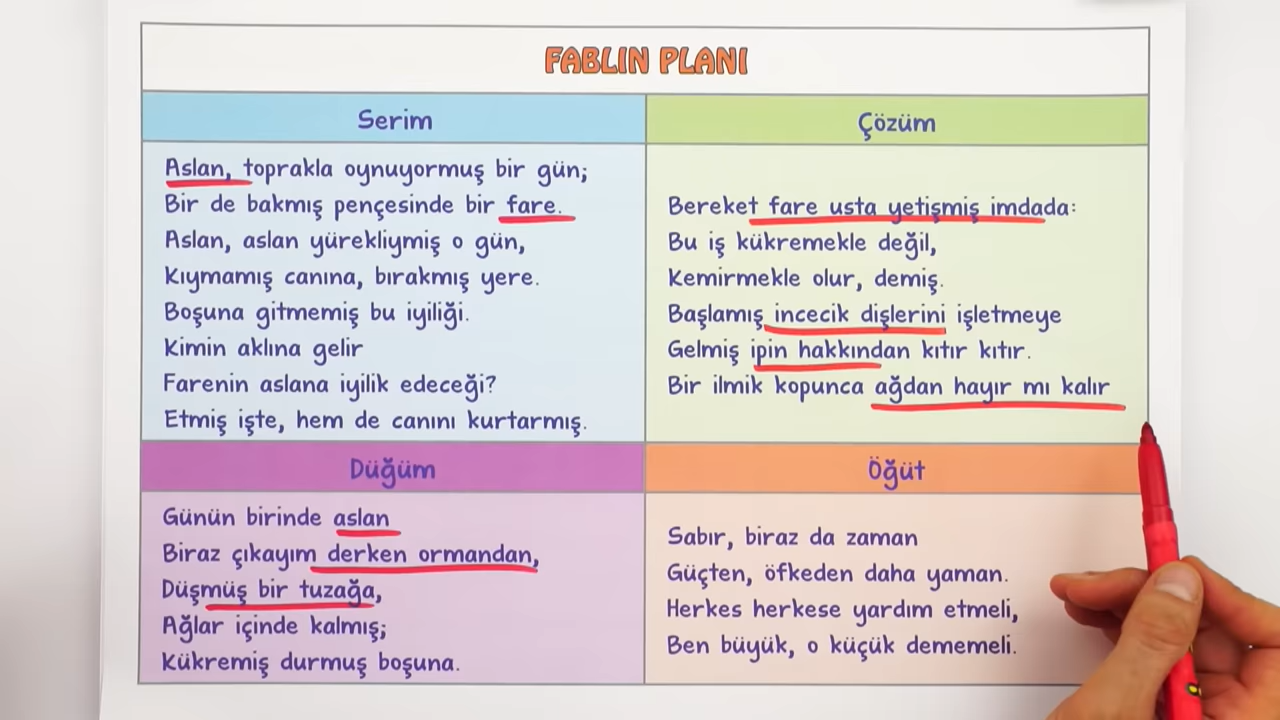 FABLIN PLANI
Serim
Aslan, toprakla oynuyormuş bir gün;
Bir de bakmış pençesinde bir fare.
Aslan, aslan yürekliymiş o gün,
Kıymamış canına, bırakmış yere.
Boşuna gitmemiş bu iyiliği.
Kimin aklına gelir
Farenin aslana iyilik edeceği?
Etmiş işte, hem de canını kurtarmış.
Düğüm
Günün birinde aslan
Biraz çıkayım derken ormandan,
Düşmüş bir tuzağa,
Ağlar içinde kalmış;
Kükremiş durmuş boşuna.
Çözüm
Bereket fare usta yetişmiş imdada:
Bu iş kükremekle değil,
Kemirmekle olur, demiş.
Başlamış incecik dişlerini işletmeye
Gelmiş ipin hakkından kıtır kıtır.
Bir ilmik kopunca ağdan hayır mı kalır
Öğüt
Sabır, biraz da zaman
Güçten, öfkeden daha yaman.
Herkes herkese yardım etmeli,
Ben büyük, o küçük dememeli.